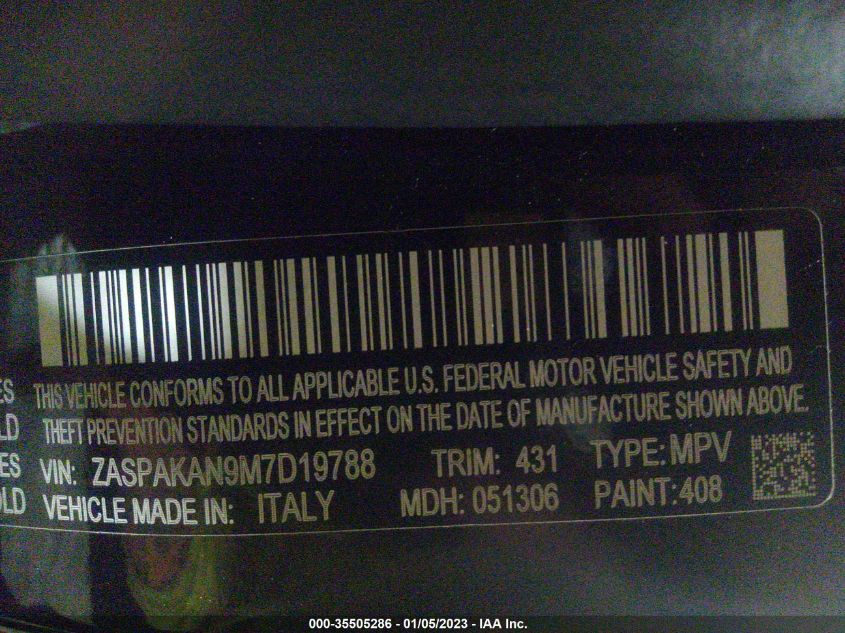 THIS VEHICLE CONFORMS TO ALL APPLICABLE U.S. FEDERAL MOTOR VEHICLE SAFETY AND
THEFT PREVENTION STANDARDS IN EFFECT ON THE DATE OF MANUFACTURE SHOWN ABOVE.
VIN: ZASPAKAN9M7D19788 TRIM: 431 TYPE: MPV
VEHICLE MADE IN: ITALY MDH: 051306 PAINT: 408
000-35505286 - 01/05/2023 - IAA Inc.